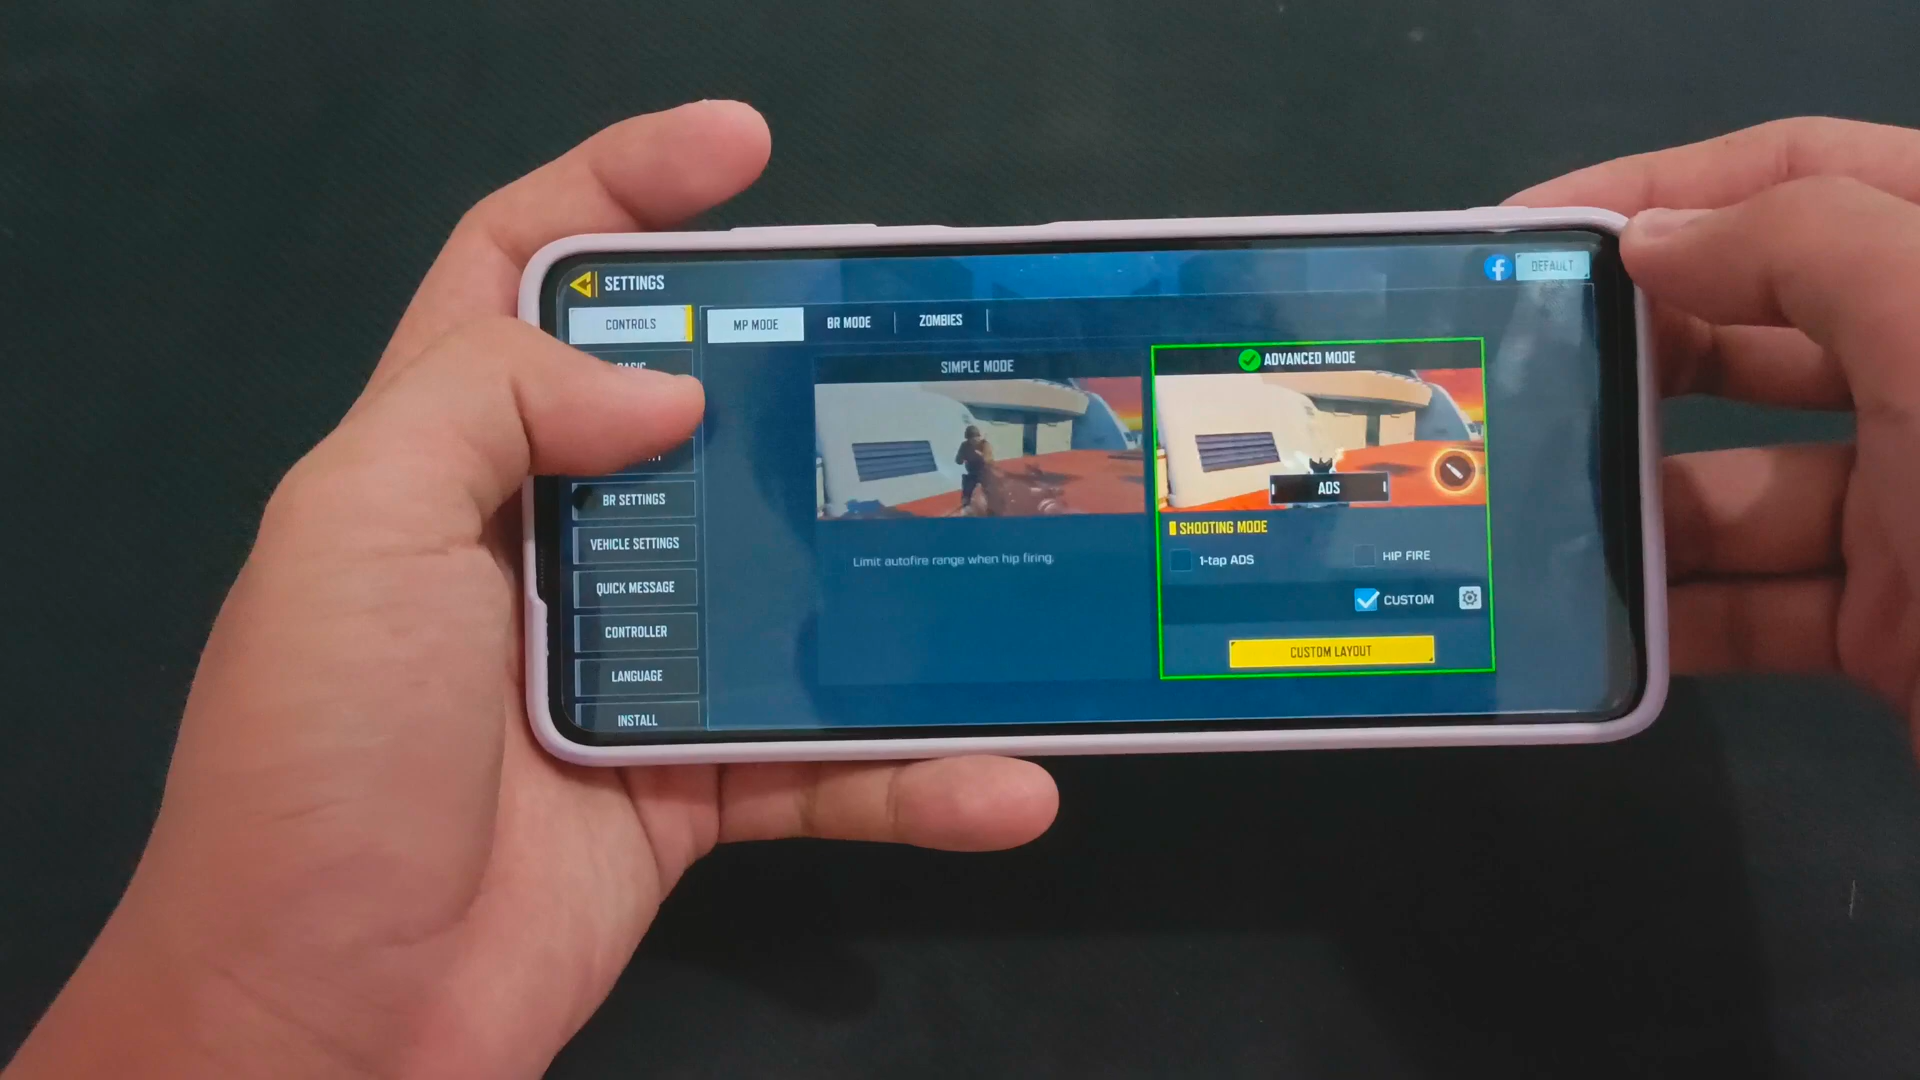 SETTINGS
DEFAULT
CONTROLS
MP MODE
BR MODE
ZOMBIES
BASIC
SIMPLE MODE
ADVANCED MODE
ADS
BR SETTINGS
SHOOTING MODE
VEHICLE SETTINGS
Limit autofire range when hip firing.
1-tap ADS
HIP FIRE
QUICK MESSAGE
CUSTOM
CONTROLLER
CUSTOM LAYOUT
LANGUAGE
INSTALL